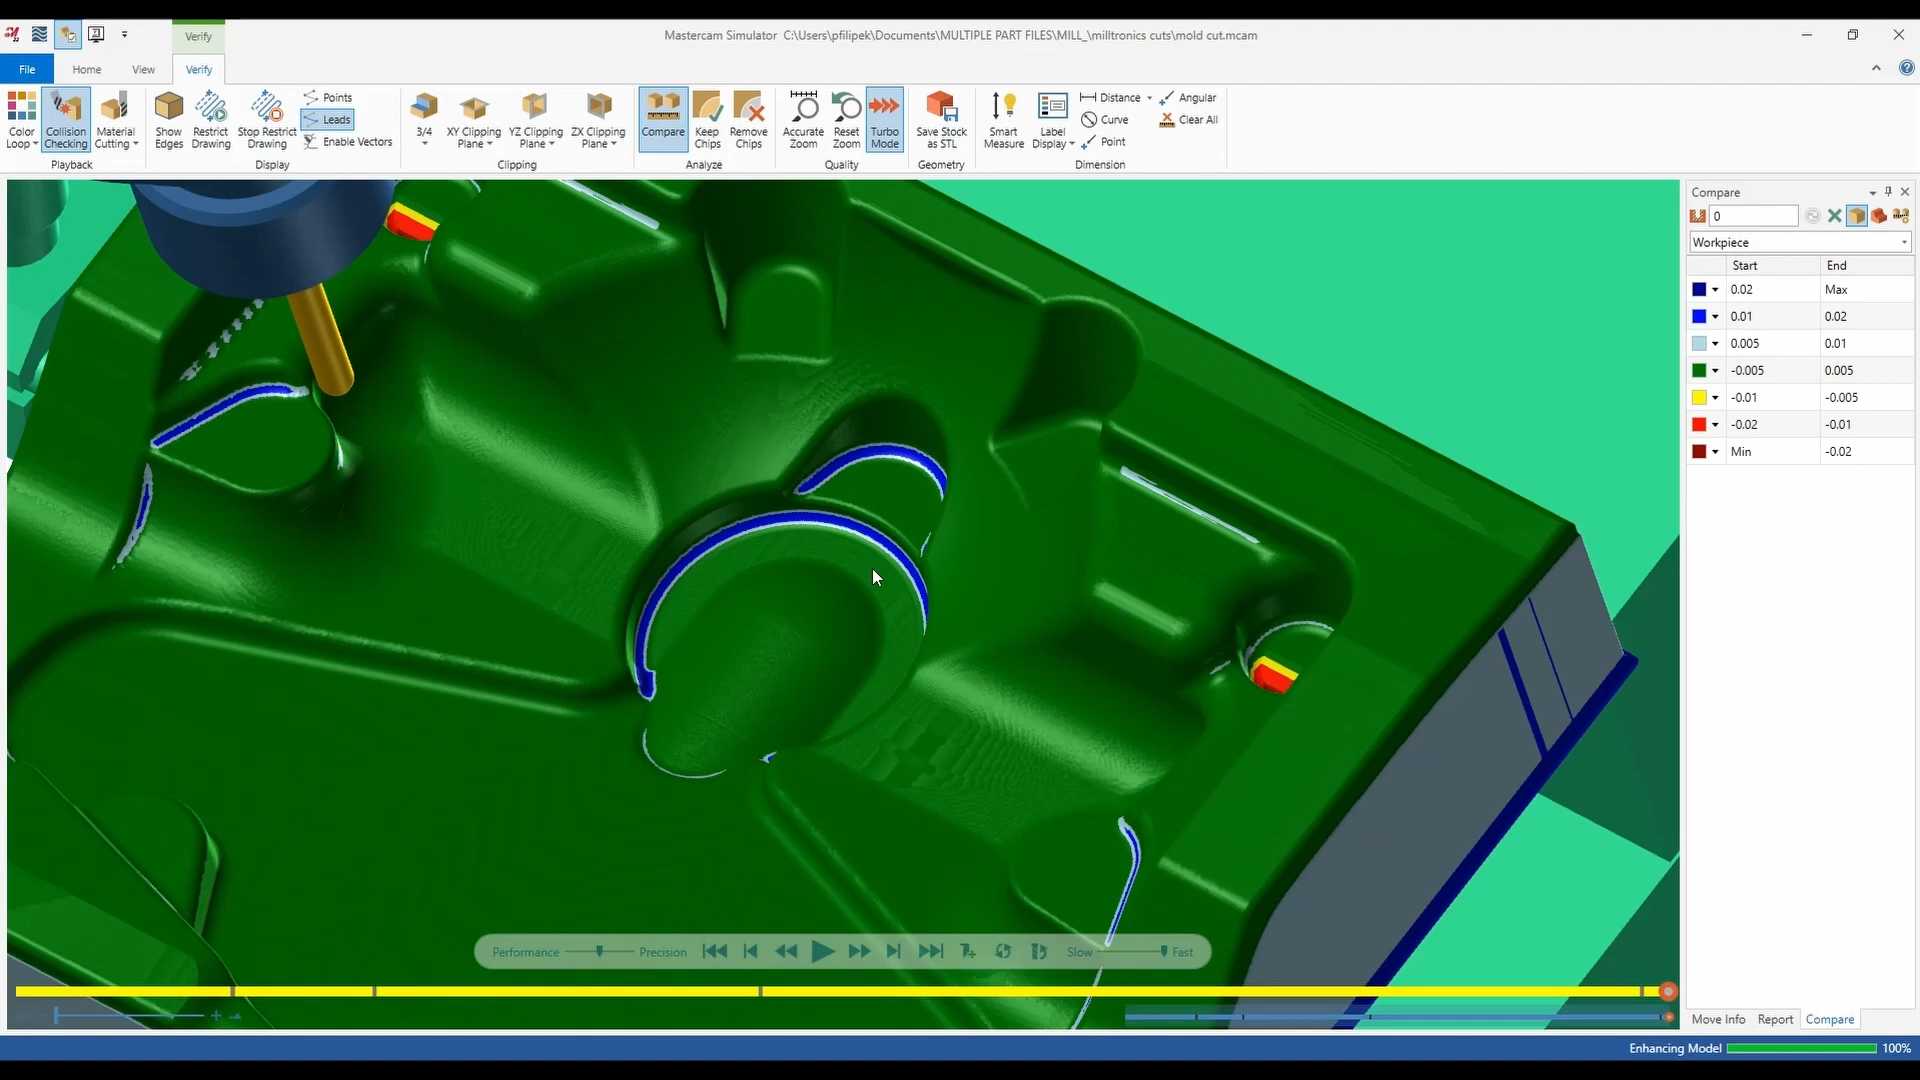 Verify
Mastercam Simulator C:\Users\pfilipek\Documents\MULTIPLE PART FILES\MILL_\milltronics cuts\mold cut.mcam
File Home View Verify
Color Loop
Collision Checking
Material Cutting
Playback
Show Edges
Restrict Drawing
Stop Restrict Drawing
Points
Leads
Enable Vectors
Display
3/4
XY Clipping Plane
YZ Clipping Plane
ZX Clipping Plane
Clipping
Compare
Keep Chips
Remove Chips
Analyze
Accurate Zoom
Reset Zoom
Turbo Mode
Quality
Save Stock as STL
Geometry
Smart Measure
Label Display
Distance
Curve
Point
Angular
Clear All
Dimension
Compare
0
Workpiece
Start End
0.02 Max
0.01 0.02
0.005 0.01
-0.005 0.005
-0.01 -0.005
-0.02 -0.01
Min -0.02
Performance Precision Slow Fast
Move Info Report Compare
Enhancing Model 100%